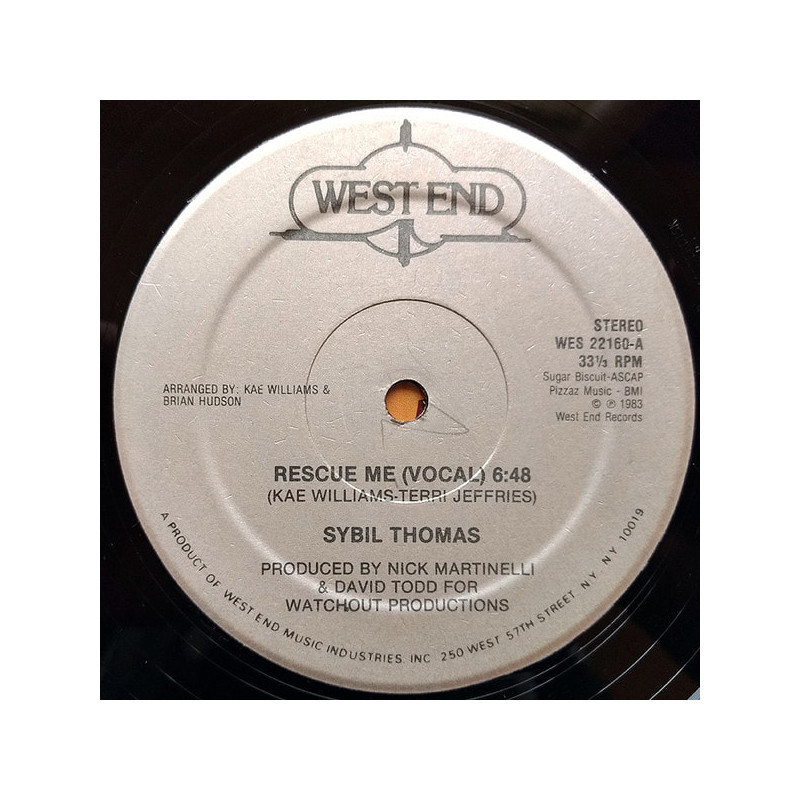 WEST END
STEREO
WES 22160-A
33⅓ RPM
Sugar Biscuit-ASCAP
Pizzaz Music - BMI
© ℗ 1983
West End Records
ARRANGED BY: KAE WILLIAMS &
BRIAN HUDSON
RESCUE ME (VOCAL) 6:48
(KAE WILLIAMS-TERRI JEFFRIES)
SYBIL THOMAS
PRODUCED BY NICK MARTINELLI
& DAVID TODD FOR
WATCHOUT PRODUCTIONS
A PRODUCT OF WEST END MUSIC INDUSTRIES. INC 250 WEST 57TH STREET N.Y. NY 10019